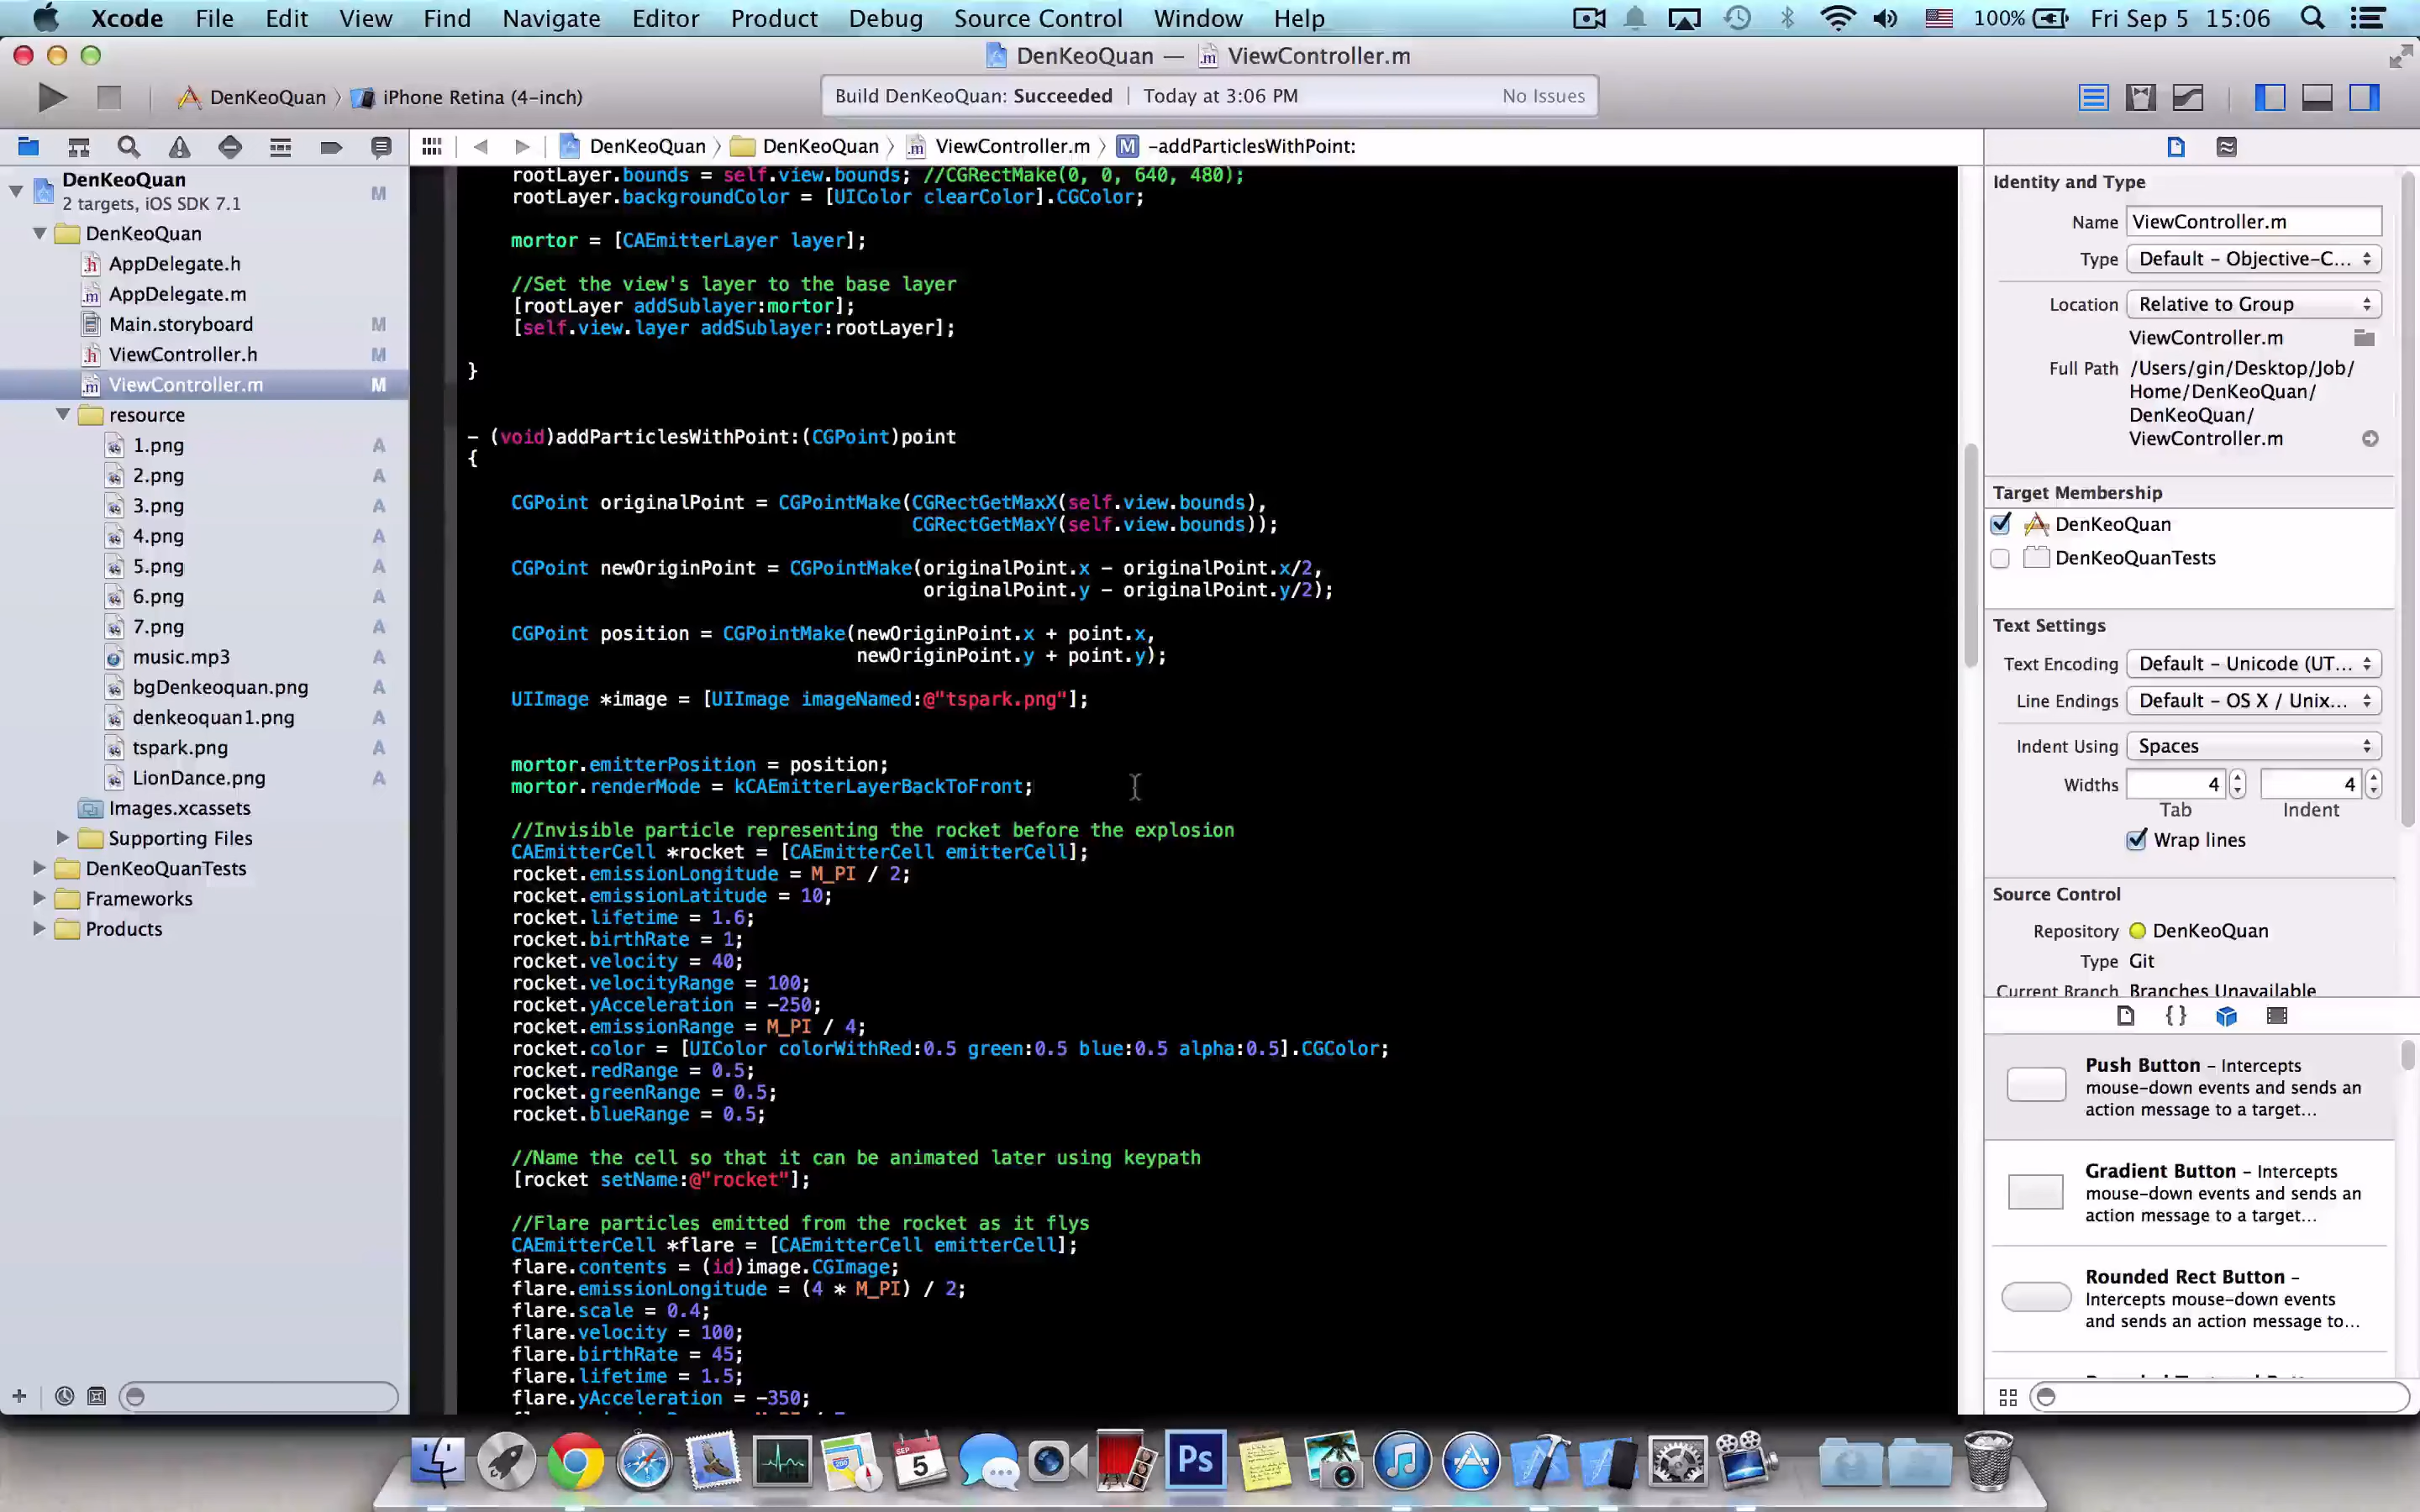 Xcode File Edit View Find Navigate Editor Product Debug Source Control Window Help 100% Fri Sep 5 15:06
DenKeoQuan — ViewController.m
DenKeoQuan iPhone Retina (4-inch)
Build DenKeoQuan: Succeeded Today at 3:06 PM No Issues
DenKeoQuan DenKeoQuan ViewController.m M -addParticlesWithPoint:
DenKeoQuan M
2 targets, iOS SDK 7.1
DenKeoQuan
AppDelegate.h
AppDelegate.m
Main.storyboard M
ViewController.h M
ViewController.m M
resource
1.png A
2.png A
3.png A
4.png A
5.png A
6.png A
7.png A
music.mp3 A
bgDenkeoquan.png A
denkeoquan1.png A
tspark.png A
LionDance.png A
Images.xcassets
Supporting Files
DenKeoQuanTests
Frameworks
Products
rootLayer.bounds = self.view.bounds; //CGRectMake(0, 0, 640, 480);
rootLayer.backgroundColor = [UIColor clearColor].CGColor;
mortor = [CAEmitterLayer layer];
//Set the view's layer to the base layer
[rootLayer addSublayer:mortor];
[self.view.layer addSublayer:rootLayer];
}
- (void)addParticlesWithPoint:(CGPoint)point
{
CGPoint originalPoint = CGPointMake(CGRectGetMaxX(self.view.bounds),
CGRectGetMaxY(self.view.bounds));
CGPoint newOriginPoint = CGPointMake(originalPoint.x - originalPoint.x/2,
originalPoint.y - originalPoint.y/2);
CGPoint position = CGPointMake(newOriginPoint.x + point.x,
newOriginPoint.y + point.y);
UIImage *image = [UIImage imageNamed:@"tspark.png"];
mortor.emitterPosition = position;
mortor.renderMode = kCAEmitterLayerBackToFront;
//Invisible particle representing the rocket before the explosion
CAEmitterCell *rocket = [CAEmitterCell emitterCell];
rocket.emissionLongitude = M_PI / 2;
rocket.emissionLatitude = 10;
rocket.lifetime = 1.6;
rocket.birthRate = 1;
rocket.velocity = 40;
rocket.velocityRange = 100;
rocket.yAcceleration = -250;
rocket.emissionRange = M_PI / 4;
rocket.color = [UIColor colorWithRed:0.5 green:0.5 blue:0.5 alpha:0.5].CGColor;
rocket.redRange = 0.5;
rocket.greenRange = 0.5;
rocket.blueRange = 0.5;
//Name the cell so that it can be animated later using keypath
[rocket setName:@"rocket"];
//Flare particles emitted from the rocket as it flys
CAEmitterCell *flare = [CAEmitterCell emitterCell];
flare.contents = (id)image.CGImage;
flare.emissionLongitude = (4 * M_PI) / 2;
flare.scale = 0.4;
flare.velocity = 100;
flare.birthRate = 45;
flare.lifetime = 1.5;
flare.yAcceleration = -350;
Identity and Type
Name ViewController.m
Type Default - Objective-C...
Location Relative to Group
ViewController.m
Full Path /Users/gin/Desktop/Job/
Home/DenKeoQuan/
DenKeoQuan/
ViewController.m
Target Membership
DenKeoQuan
DenKeoQuanTests
Text Settings
Text Encoding Default - Unicode (UT...
Line Endings Default - OS X / Unix...
Indent Using Spaces
Widths 4 4
Tab Indent
Wrap lines
Source Control
Repository DenKeoQuan
Type Git
Current Branch Branches Unavailable
Push Button - Intercepts
mouse-down events and sends an
action message to a target...
Gradient Button - Intercepts
mouse-down events and sends an
action message to a target...
Rounded Rect Button -
Intercepts mouse-down events
and sends an action message to...
SEP
5
Ps